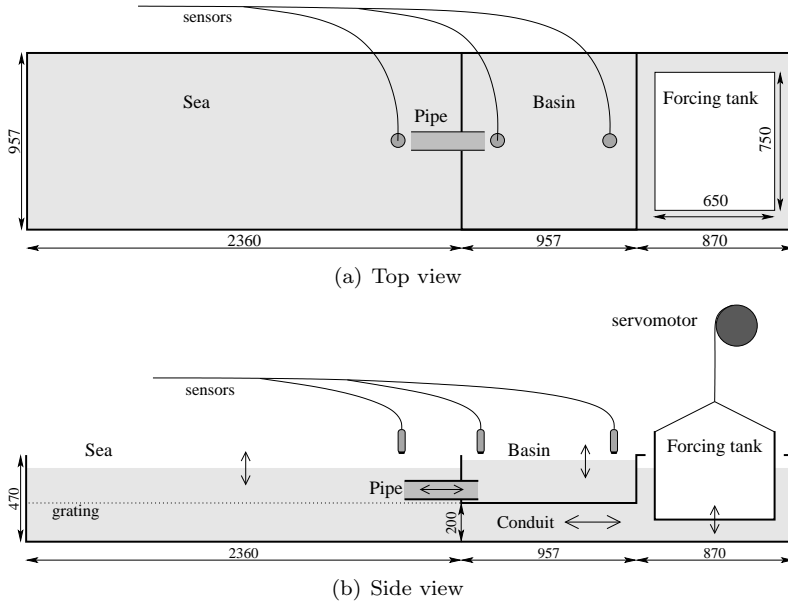 sensors
Sea
Pipe
Basin
Forcing tank
957
750
650
2360
957
870
(a) Top view
servomotor
sensors
Sea
Basin
Forcing tank
Pipe
470
grating
200
Conduit
2360
957
870
(b) Side view